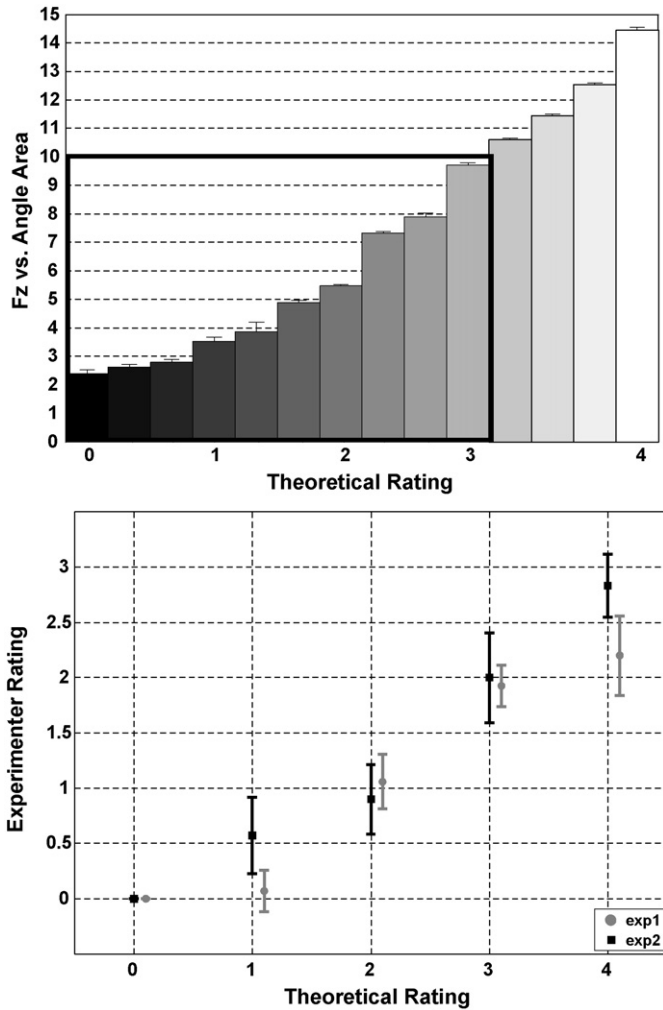 15
14
13
12
11
10
9
8
7
6
5
4
3
2
1
0
Fz vs. Angle Area
0 1 2 3 4
Theoretical Rating
3
2.5
2
1.5
1
0.5
0
Experimenter Rating
exp1
exp2
0 1 2 3 4
Theoretical Rating